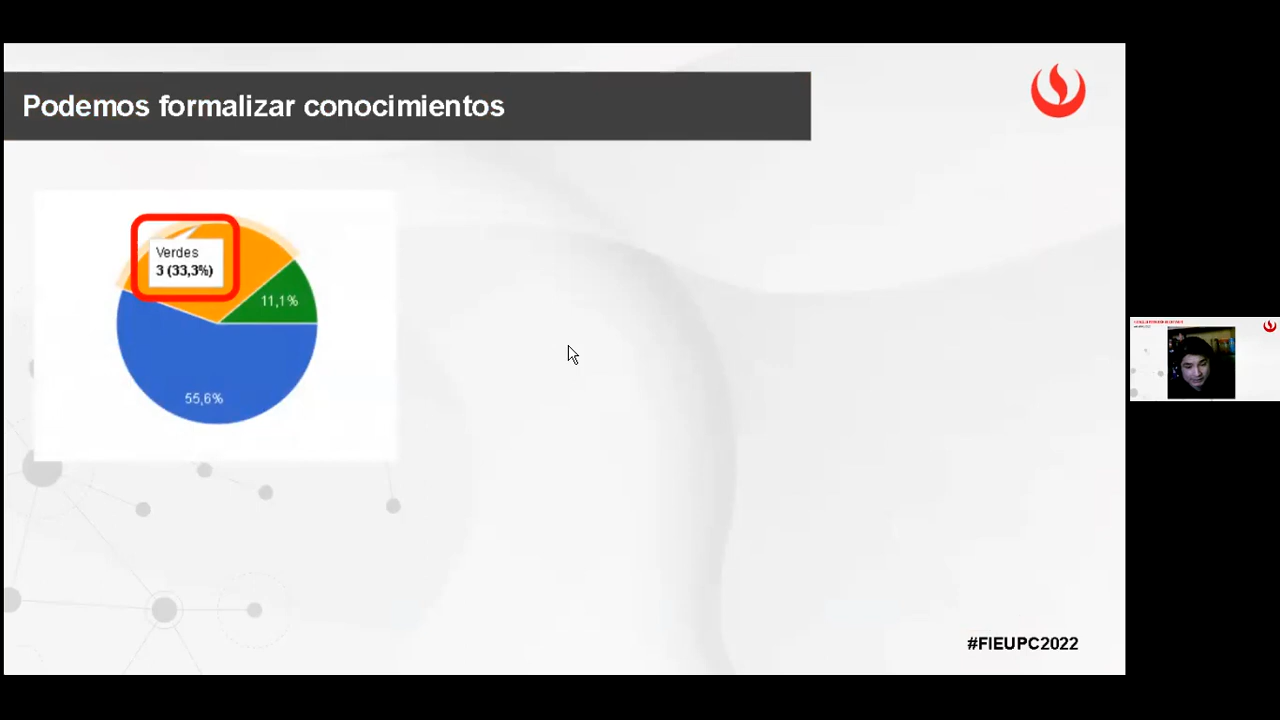 Podemos formalizar conocimientos
Verdes
3 (33,3%)
11,1%
55,6%
#FIEUPC2022